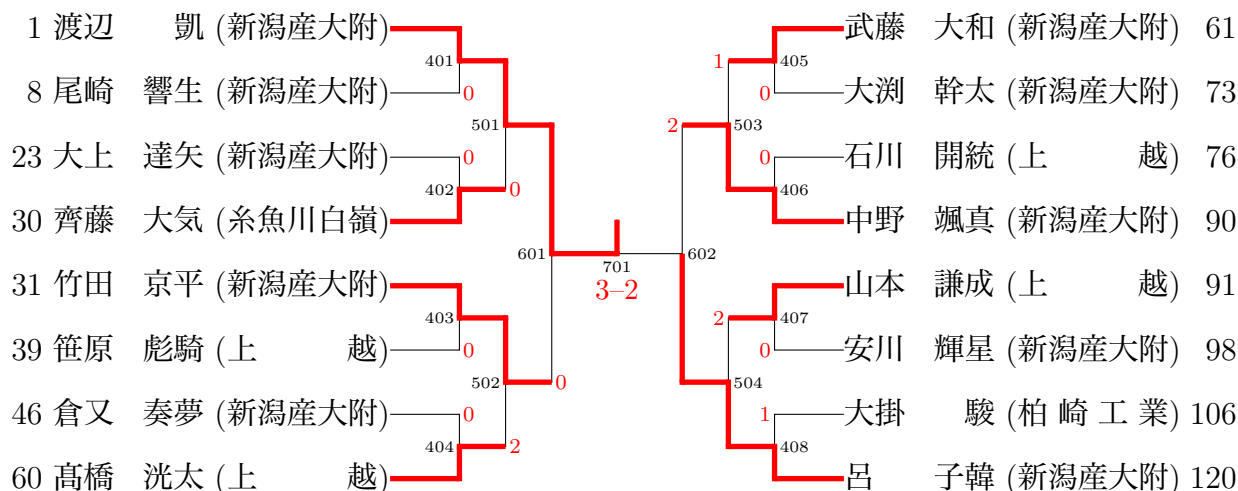 1 渡辺 凱 (新潟産大附)
8 尾崎 響生 (新潟産大附)
23 大上 達矢 (新潟産大附)
30 齊藤 大気 (糸魚川白嶺)
31 竹田 京平 (新潟産大附)
39 笹原 彪騎 (上 越)
46 倉又 奏夢 (新潟産大附)
60 髙橋 洸太 (上 越)
401
0
501
0
402
0
601
403
0
502
0
0
404
2
701
3–2
1
405
0
2
503
0
406
602
2
407
0
504
1
408
武藤 大和 (新潟産大附) 61
大渕 幹太 (新潟産大附) 73
石川 開統 (上 越) 76
中野 颯真 (新潟産大附) 90
山本 謙成 (上 越) 91
安川 輝星 (新潟産大附) 98
大掛 駿 (柏崎工業) 106
呂 子韓 (新潟産大附) 120